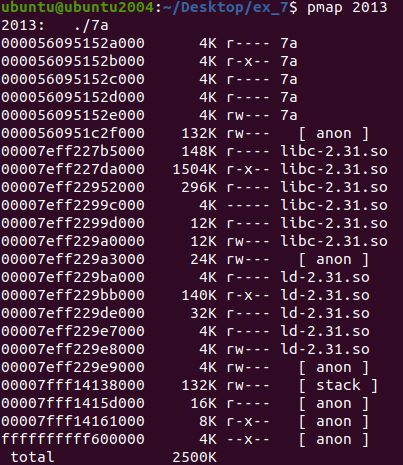 ubuntu@ubuntu2004:~/Desktop/ex_7$ pmap 2013
2013:   ./7a
000056095152a000      4K r---- 7a
000056095152b000      4K r-x-- 7a
000056095152c000      4K r---- 7a
000056095152d000      4K r---- 7a
000056095152e000      4K rw--- 7a
000056951c2f000    132K rw---   [ anon ]
00007eff227b5000    148K r---- libc-2.31.so
00007eff227da000   1504K r-x-- libc-2.31.so
00007eff22952000    296K r---- libc-2.31.so
00007eff2299c000      4K ----- libc-2.31.so
00007eff2299d000     12K r---- libc-2.31.so
00007eff229a0000     12K rw--- libc-2.31.so
00007eff229a3000     24K rw---   [ anon ]
00007eff229ba000      4K r---- ld-2.31.so
00007eff229bb000    140K r-x-- ld-2.31.so
00007eff229de000     32K r---- ld-2.31.so
00007eff229e7000      4K r---- ld-2.31.so
00007eff229e8000      4K rw--- ld-2.31.so
00007eff229e9000      4K rw---   [ anon ]
00007fff14138000    132K rw---   [ stack ]
00007fff1415d000     16K r----   [ anon ]
00007fff14161000      8K r-x--   [ anon ]
ffffffffff600000      4K --x--   [ anon ]
 total             2500K